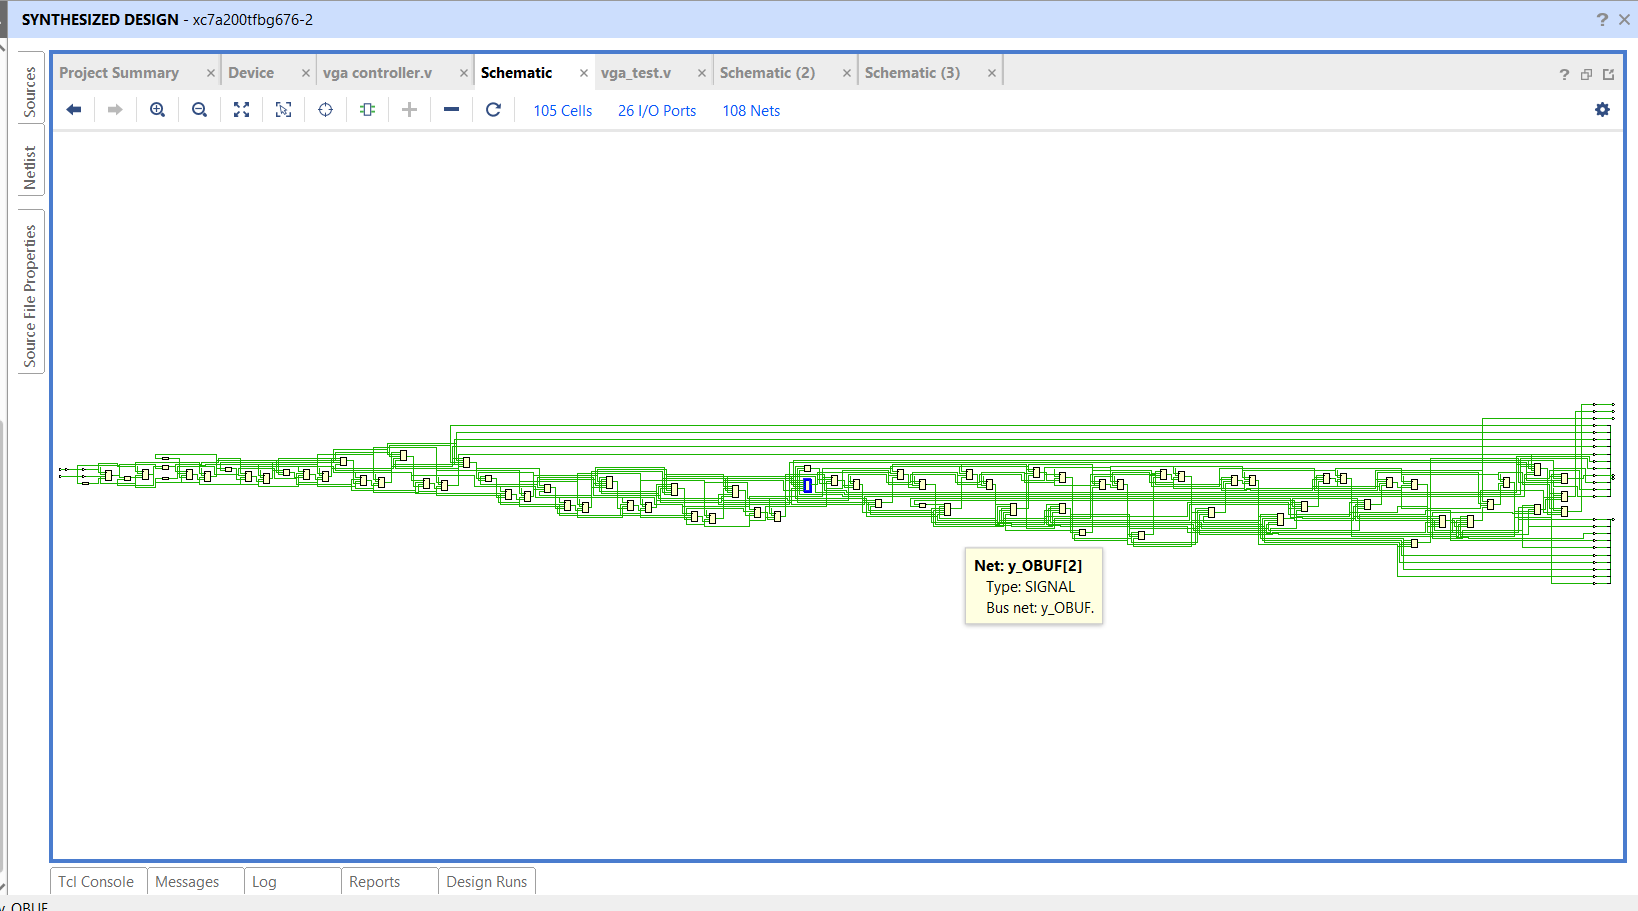 SYNTHESIZED DESIGN - xc7a200tfbg676-2
Sources
Netlist
Source File Properties
Project Summary
Device
vga controller.v
Schematic
vga_test.v
Schematic (2)
Schematic (3)
105 Cells
26 I/O Ports
108 Nets
Net: y_OBUF[2]
Type: SIGNAL
Bus net: y_OBUF.
Tcl Console
Messages
Log
Reports
Design Runs
y_OBUF